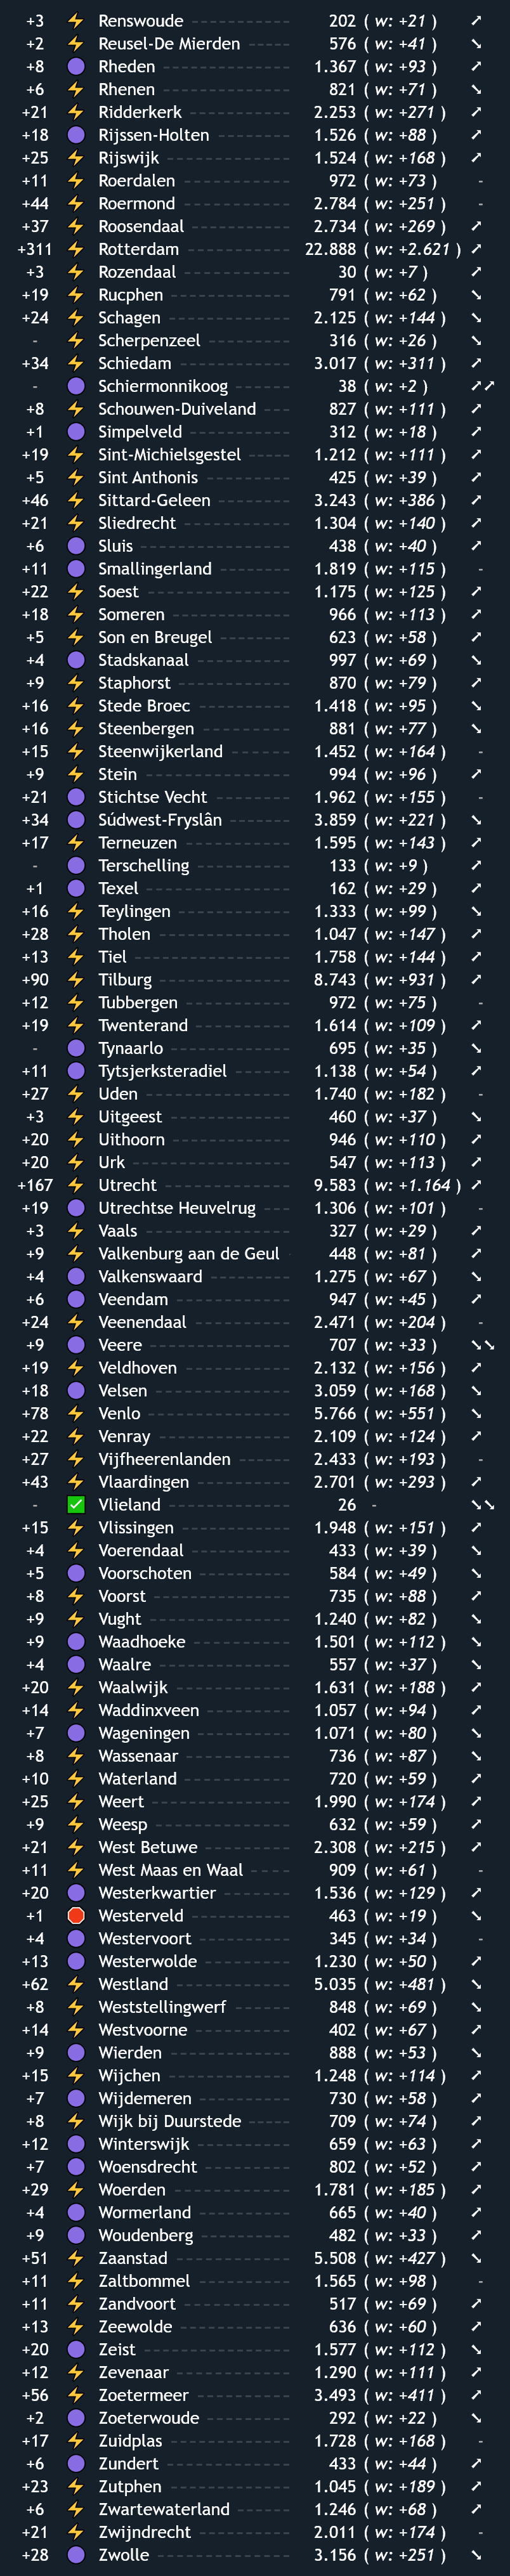 +3 ⚡ Renswoude 202 ( w: +21 ) ➚
+2 ⚡ Reusel-De Mierden 576 ( w: +41 ) ➘
+8 🟣 Rheden 1.367 ( w: +93 ) ➚
+6 ⚡ Rhenen 821 ( w: +71 ) ➘
+21 ⚡ Ridderkerk 2.253 ( w: +271 ) ➚
+18 🟣 Rijssen-Holten 1.526 ( w: +88 ) ➚
+25 ⚡ Rijswijk 1.524 ( w: +168 ) ➚
+11 ⚡ Roerdalen 972 ( w: +73 ) -
+44 ⚡ Roermond 2.784 ( w: +251 ) -
+37 ⚡ Roosendaal 2.734 ( w: +269 ) ➚
+311 ⚡ Rotterdam 22.888 ( w: +2.621 ) ➚
+3 ⚡ Rozendaal 30 ( w: +7 ) ➚
+19 ⚡ Rucphen 791 ( w: +62 ) ➘
+24 ⚡ Schagen 2.125 ( w: +144 ) ➘
- ⚡ Scherpenzeel 316 ( w: +26 ) ➘
+34 ⚡ Schiedam 3.017 ( w: +311 ) ➚
- 🟣 Schiermonnikoog 38 ( w: +2 ) ➚➚
+8 ⚡ Schouwen-Duiveland 827 ( w: +111 ) ➚
+1 🟣 Simpelveld 312 ( w: +18 ) ➚
+19 ⚡ Sint-Michielsgestel 1.212 ( w: +111 ) ➚
+5 ⚡ Sint Anthonis 425 ( w: +39 ) ➚
+46 ⚡ Sittard-Geleen 3.243 ( w: +386 ) ➚
+21 ⚡ Sliedrecht 1.304 ( w: +140 ) ➚
+6 🟣 Sluis 438 ( w: +40 ) ➚
+11 🟣 Smallingerland 1.819 ( w: +115 ) -
+22 ⚡ Soest 1.175 ( w: +125 ) ➚
+18 ⚡ Someren 966 ( w: +113 ) ➚
+5 ⚡ Son en Breugel 623 ( w: +58 ) ➚
+4 🟣 Stadskanaal 997 ( w: +69 ) ➘
+9 ⚡ Staphorst 870 ( w: +79 ) ➚
+16 ⚡ Stede Broec 1.418 ( w: +95 ) ➘
+16 ⚡ Steenbergen 881 ( w: +77 ) ➘
+15 ⚡ Steenwijkerland 1.452 ( w: +164 ) -
+9 ⚡ Stein 994 ( w: +96 ) ➚
+21 🟣 Stichtse Vecht 1.962 ( w: +155 ) -
+34 🟣 Súdwest-Fryslân 3.859 ( w: +221 ) ➘
+17 ⚡ Terneuzen 1.595 ( w: +143 ) ➚
- 🟣 Terschelling 133 ( w: +9 ) ➚
+1 🟣 Texel 162 ( w: +29 ) ➚
+16 ⚡ Teylingen 1.333 ( w: +99 ) ➘
+28 ⚡ Tholen 1.047 ( w: +147 ) ➚
+13 ⚡ Tiel 1.758 ( w: +144 ) ➚
+90 ⚡ Tilburg 8.743 ( w: +931 ) ➚
+12 ⚡ Tubbergen 972 ( w: +75 ) -
+19 ⚡ Twenterand 1.614 ( w: +109 ) ➚
- 🟣 Tynaarlo 695 ( w: +35 ) ➘
+11 🟣 Tytsjerksteradiel 1.138 ( w: +54 ) ➚
+27 ⚡ Uden 1.740 ( w: +182 ) -
+3 ⚡ Uitgeest 460 ( w: +37 ) ➘
+20 ⚡ Uithoorn 946 ( w: +110 ) ➚
+20 ⚡ Urk 547 ( w: +113 ) ➚
+167 ⚡ Utrecht 9.583 ( w: +1.164 ) ➚
+19 🟣 Utrechtse Heuvelrug 1.306 ( w: +101 ) -
+3 ⚡ Vaals 327 ( w: +29 ) ➚
+9 ⚡ Valkenburg aan de Geul 448 ( w: +81 ) ➚
+4 🟣 Valkenswaard 1.275 ( w: +67 ) ➘
+6 🟣 Veendam 947 ( w: +45 ) ➚
+24 ⚡ Veenendaal 2.471 ( w: +204 ) -
+9 🟣 Veere 707 ( w: +33 ) ➘➘
+19 ⚡ Veldhoven 2.132 ( w: +156 ) ➚
+18 🟣 Velsen 3.059 ( w: +168 ) ➘
+78 ⚡ Venlo 5.766 ( w: +551 ) ➘
+22 ⚡ Venray 2.109 ( w: +124 ) ➚
+27 ⚡ Vijfheerenlanden 2.433 ( w: +193 ) -
+43 ⚡ Vlaardingen 2.701 ( w: +293 ) ➚
- ✅ Vlieland 26 - ➘➘
+15 ⚡ Vlissingen 1.948 ( w: +151 ) ➚
+4 ⚡ Voerendaal 433 ( w: +39 ) ➘
+5 🟣 Voorschoten 584 ( w: +49 ) ➘
+8 ⚡ Voorst 735 ( w: +88 ) ➚
+9 ⚡ Vught 1.240 ( w: +82 ) ➘
+9 🟣 Waadhoeke 1.501 ( w: +112 ) ➘
+4 🟣 Waalre 557 ( w: +37 ) ➘
+20 ⚡ Waalwijk 1.631 ( w: +188 ) ➚
+14 ⚡ Waddinxveen 1.057 ( w: +94 ) ➚
+7 🟣 Wageningen 1.071 ( w: +80 ) ➘
+8 ⚡ Wassenaar 736 ( w: +87 ) ➘
+10 ⚡ Waterland 720 ( w: +59 ) ➚
+25 ⚡ Weert 1.990 ( w: +174 ) ➚
+9 ⚡ Weesp 632 ( w: +59 ) ➚
+21 ⚡ West Betuwe 2.308 ( w: +215 ) ➚
+11 ⚡ West Maas en Waal 909 ( w: +61 ) -
+20 🟣 Westerkwartier 1.536 ( w: +129 ) ➚
+1 🛑 Westerveld 463 ( w: +19 ) ➘
+4 🟣 Westervoort 345 ( w: +34 ) -
+13 🟣 Westerwolde 1.230 ( w: +50 ) ➚
+62 ⚡ Westland 5.035 ( w: +481 ) ➘
+8 ⚡ Weststellingwerf 848 ( w: +69 ) ➘
+14 ⚡ Westvoorne 402 ( w: +67 ) ➚
+9 🟣 Wierden 888 ( w: +53 ) ➘
+15 ⚡ Wijchen 1.248 ( w: +114 ) ➚
+7 🟣 Wijdemeren 730 ( w: +58 ) ➚
+8 ⚡ Wijk bij Duurstede 709 ( w: +74 ) ➚
+12 🟣 Winterswijk 659 ( w: +63 ) ➚
+7 🟣 Woensdrecht 802 ( w: +52 ) ➚
+29 ⚡ Woerden 1.781 ( w: +185 ) ➚
+4 🟣 Wormerland 665 ( w: +40 ) ➚
+9 🟣 Woudenberg 482 ( w: +33 ) ➚
+51 ⚡ Zaanstad 5.508 ( w: +427 ) ➘
+11 ⚡ Zaltbommel 1.565 ( w: +98 ) -
+11 ⚡ Zandvoort 517 ( w: +69 ) ➚
+13 ⚡ Zeewolde 636 ( w: +60 ) ➚
+20 🟣 Zeist 1.577 ( w: +112 ) ➘
+12 ⚡ Zevenaar 1.290 ( w: +111 ) ➚
+56 ⚡ Zoetermeer 3.493 ( w: +411 ) ➚
+2 🟣 Zoeterwoude 292 ( w: +22 ) ➘
+17 ⚡ Zuidplas 1.728 ( w: +168 ) -
+6 🟣 Zundert 433 ( w: +44 ) ➚
+23 ⚡ Zutphen 1.045 ( w: +189 ) ➚
+6 ⚡ Zwartewaterland 1.246 ( w: +68 ) ➚
+21 ⚡ Zwijndrecht 2.011 ( w: +174 ) -
+28 🟣 Zwolle 3.156 ( w: +251 ) ➘